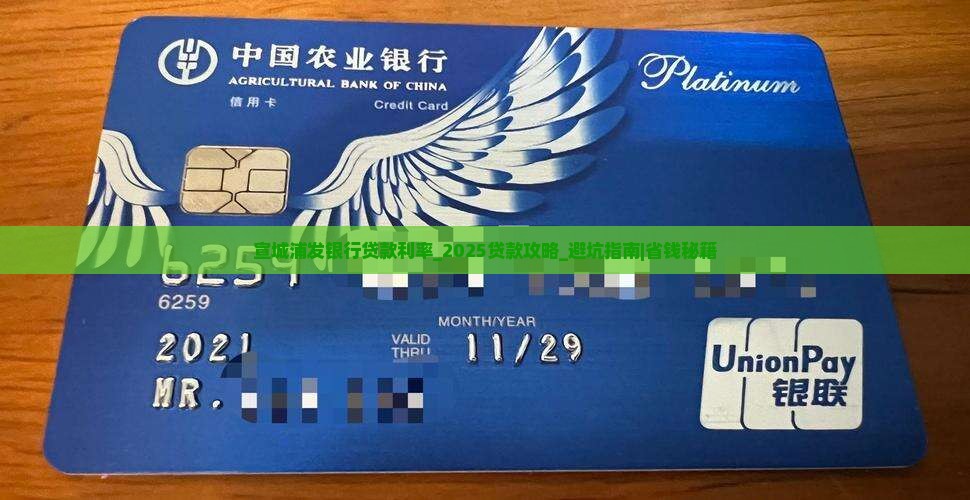 中国农业银行
AGRICULTURAL BANK OF CHINA
信用卡 Credit Card
Platinum
宣城浦发银行贷款利率_2025贷款攻略_避坑指南|省钱秘籍
6259
6259
MONTH/YEAR
2021 VALID THRU 11/29
MR.
UnionPay
银联